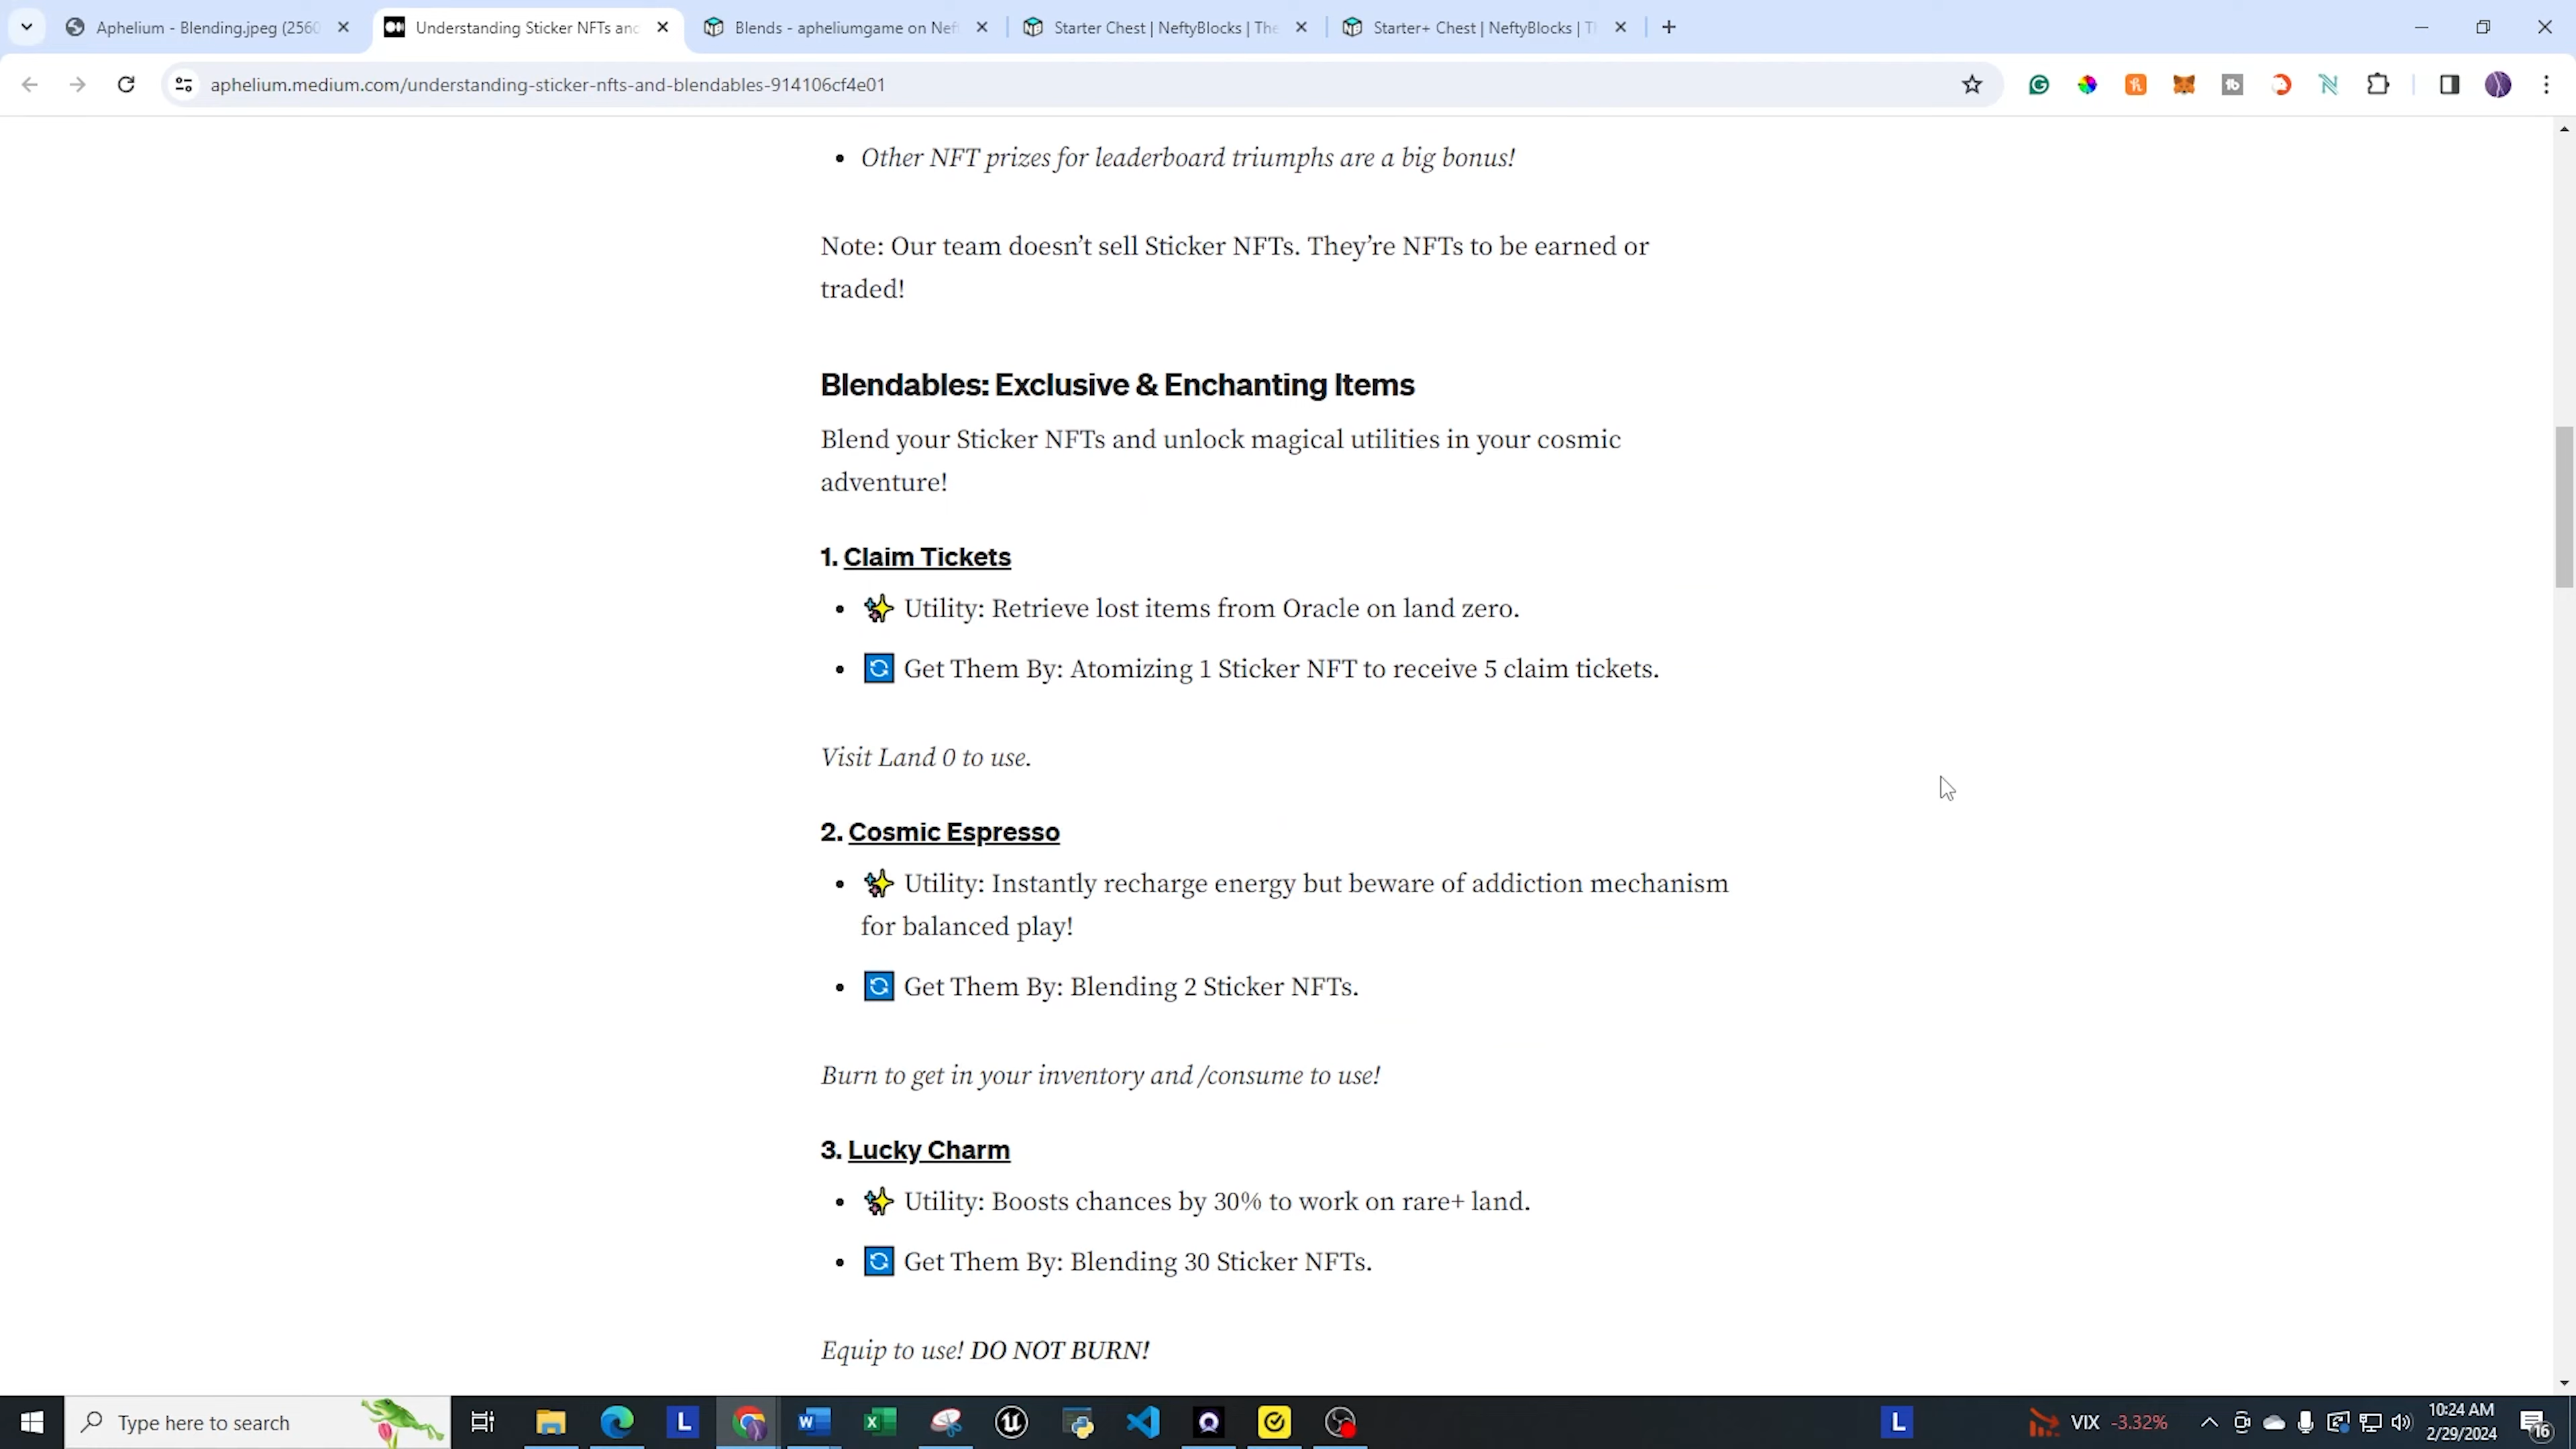 Aphelium - Blending.jpeg (2560
Understanding Sticker NFTs and
Blends - apheliumgame on Neft
Starter Chest | NeftyBlocks | The
Starter+ Chest | NeftyBlocks | Th
aphelium.medium.com/understanding-sticker-nfts-and-blendables-914106cf4e01
• Other NFT prizes for leaderboard triumphs are a big bonus!
Note: Our team doesn’t sell Sticker NFTs. They’re NFTs to be earned or
traded!
Blendables: Exclusive & Enchanting Items
Blend your Sticker NFTs and unlock magical utilities in your cosmic
adventure!
1. Claim Tickets
• ✨ Utility: Retrieve lost items from Oracle on land zero.
• 🔄 Get Them By: Atomizing 1 Sticker NFT to receive 5 claim tickets.
Visit Land 0 to use.
2. Cosmic Espresso
• ✨ Utility: Instantly recharge energy but beware of addiction mechanism
for balanced play!
• 🔄 Get Them By: Blending 2 Sticker NFTs.
Burn to get in your inventory and /consume to use!
3. Lucky Charm
• ✨ Utility: Boosts chances by 30% to work on rare+ land.
• 🔄 Get Them By: Blending 30 Sticker NFTs.
Equip to use! DO NOT BURN!
Type here to search
L
L
VIX -3.32%
10:24 AM
2/29/2024
16